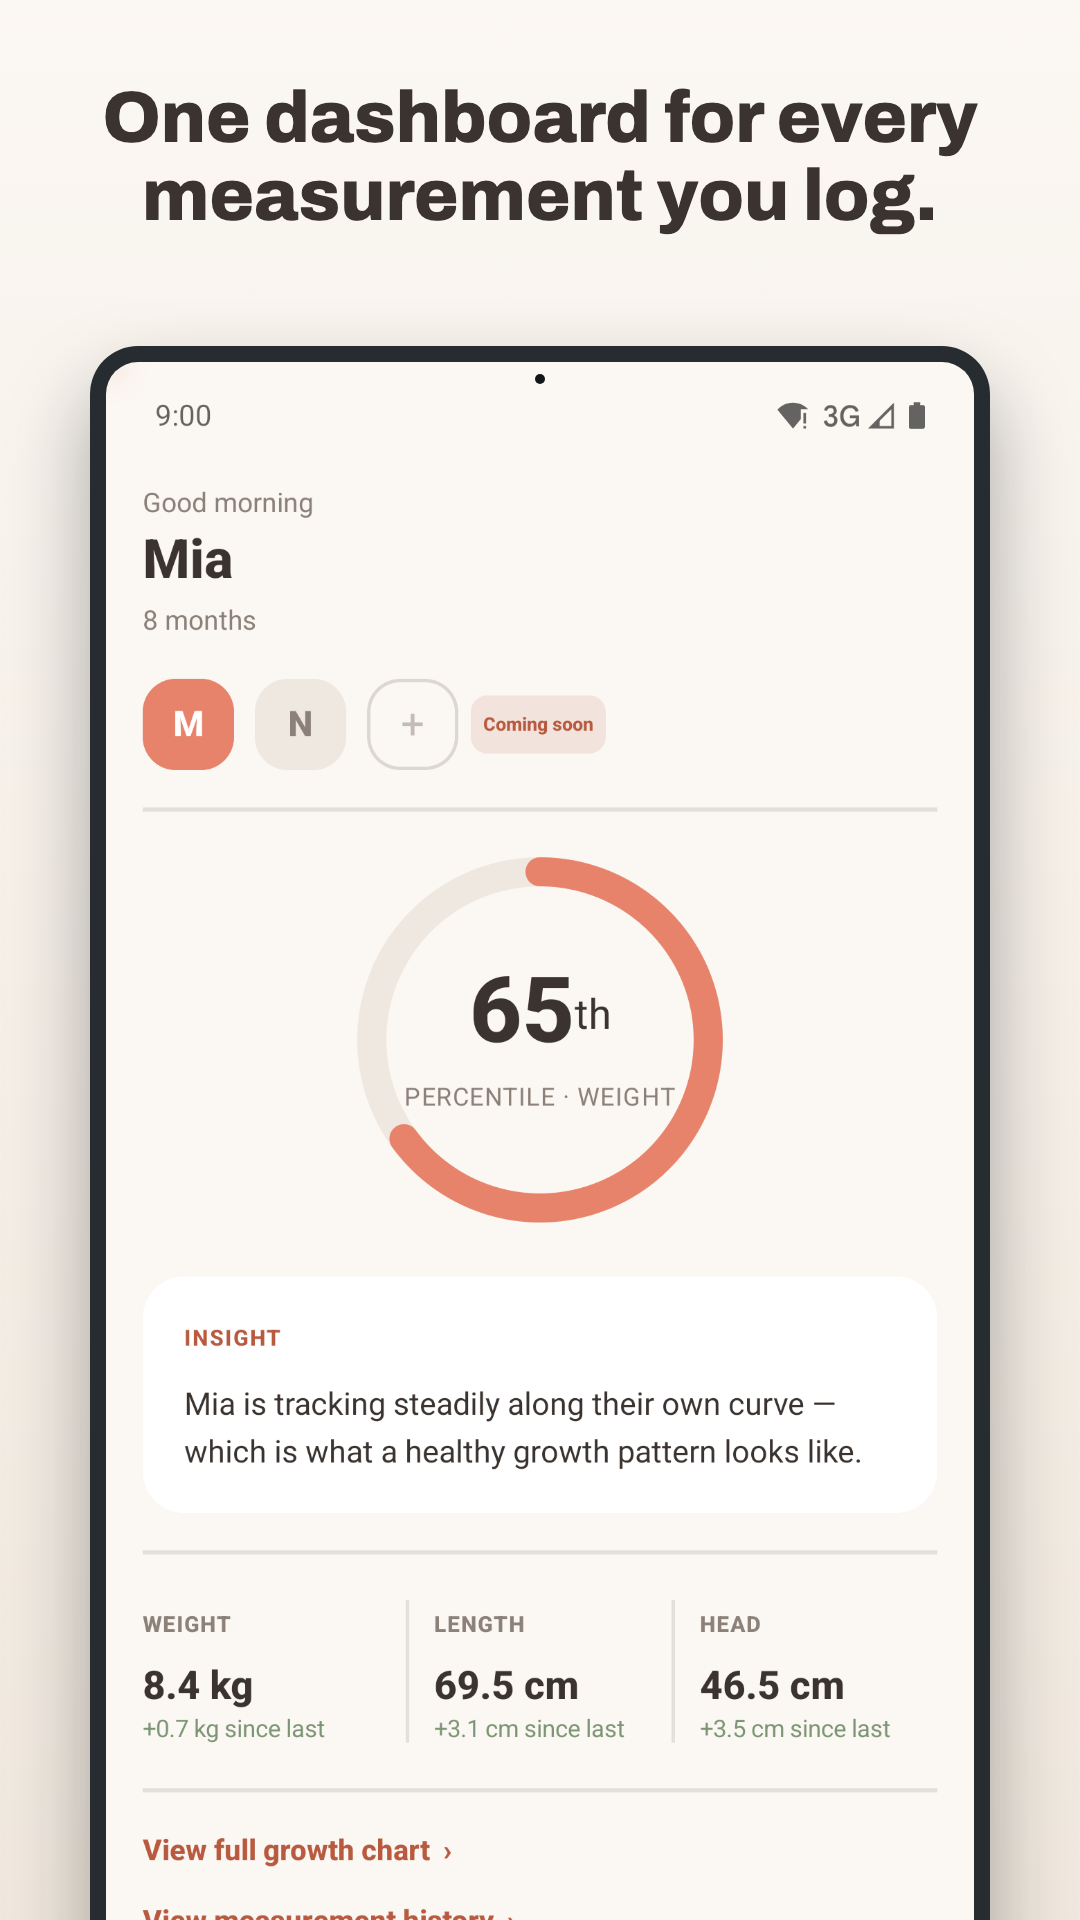 One dashboard for every
measurement you log.
9:00
3G
Good morning
Mia
8 months
M
N
+
Coming soon
65th
PERCENTILE · WEIGHT
INSIGHT
Mia is tracking steadily along their own curve —
which is what a healthy growth pattern looks like.
WEIGHT
8.4 kg
+0.7 kg since last
LENGTH
69.5 cm
+3.1 cm since last
HEAD
46.5 cm
+3.5 cm since last
View full growth chart ›
View measurement history ›